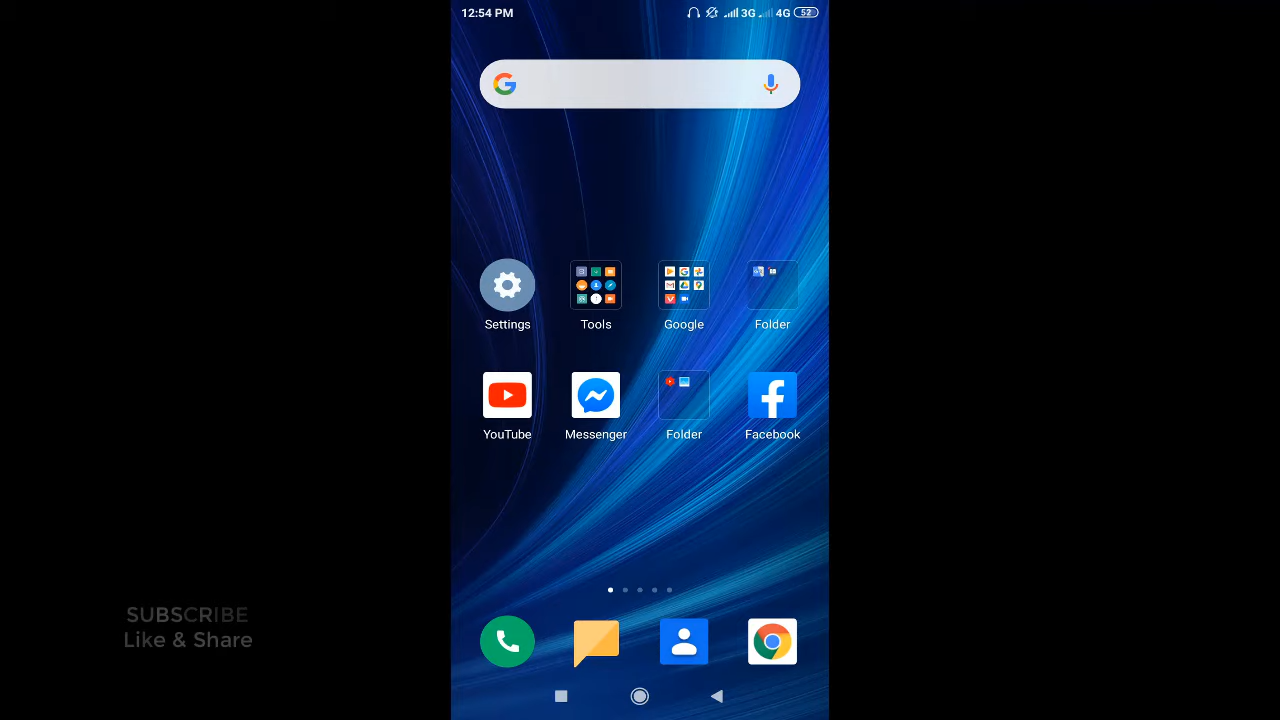 12:54 PM 3G 4G 52
Settings Tools Google Folder
YouTube Messenger Folder Facebook
SUBSCRIBE
Like & Share